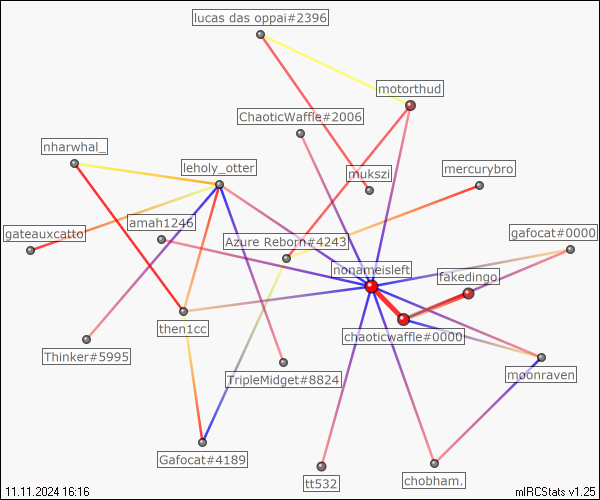 lucas das oppai#2396
motorthud
ChaoticWaffle#2006
nharwhal_
leholy_otter
mukszi
mercurybro
amah1246
gateauxcatto
Azure Reborn#4243
gafocat#0000
nonameisleft
fakedingo
then1cc
chaoticwaffle#0000
Thinker#5995
TripleMidget#8824
moonraven
Gafocat#4189
tt532
chobham.
11.11.2024 16:16
mIRCStats v1.25